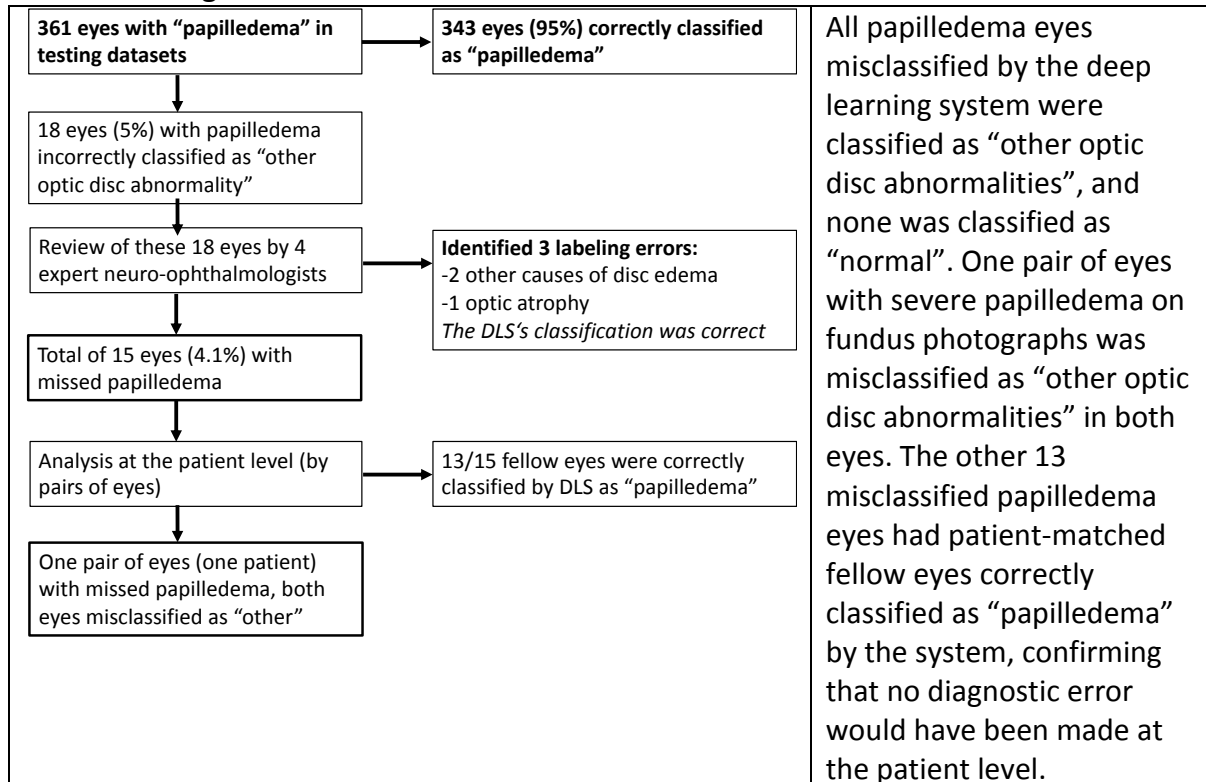 361 eyes with “papilledema” in
testing datasets
343 eyes (95%) correctly classified
as “papilledema”
18 eyes (5%) with papilledema
incorrectly classified as “other
optic disc abnormality”
Review of these 18 eyes by 4
expert neuro-ophthalmologists
Identified 3 labeling errors:
-2 other causes of disc edema
-1 optic atrophy
The DLS‘s classification was correct
Total of 15 eyes (4.1%) with
missed papilledema
Analysis at the patient level (by
pairs of eyes)
13/15 fellow eyes were correctly
classified by DLS as “papilledema”
One pair of eyes (one patient)
with missed papilledema, both
eyes misclassified as “other”
All papilledema eyes
misclassified by the deep
learning system were
classified as “other optic
disc abnormalities”, and
none was classified as
“normal”. One pair of eyes
with severe papilledema on
fundus photographs was
misclassified as “other optic
disc abnormalities” in both
eyes. The other 13
misclassified papilledema
eyes had patient-matched
fellow eyes correctly
classified as “papilledema”
by the system, confirming
that no diagnostic error
would have been made at
the patient level.